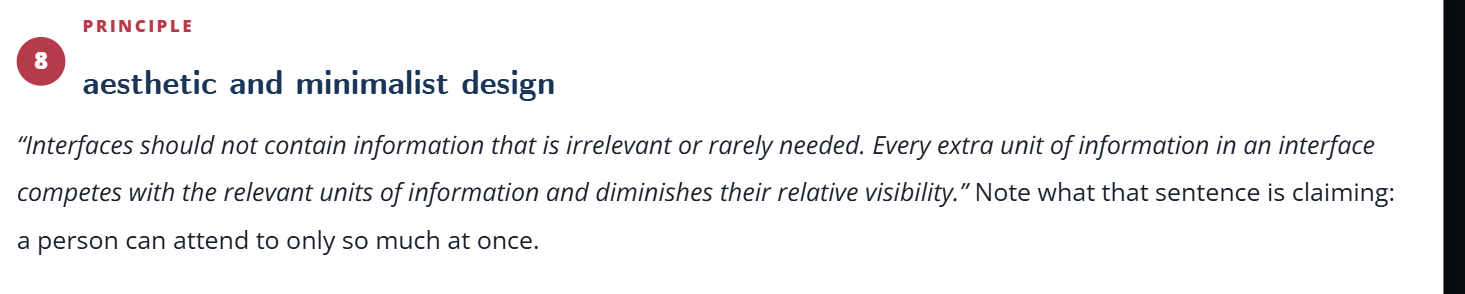 PRINCIPLE
8
aesthetic and minimalist design
“Interfaces should not contain information that is irrelevant or rarely needed. Every extra unit of information in an interface
competes with the relevant units of information and diminishes their relative visibility.” Note what that sentence is claiming:
a person can attend to only so much at once.